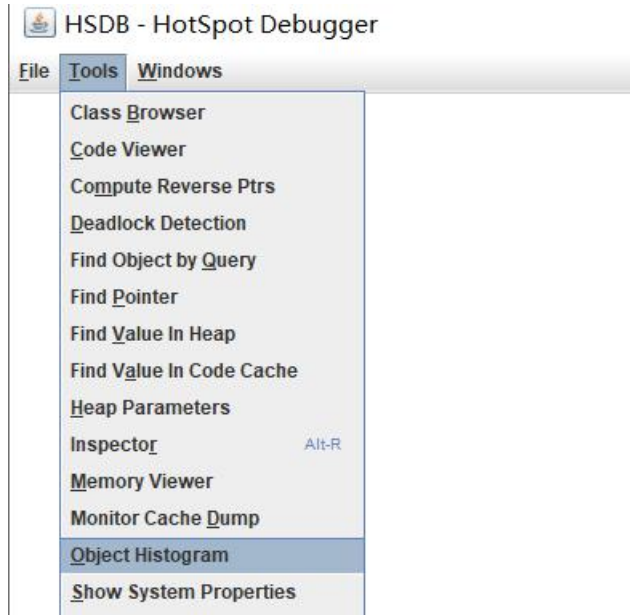 HSDB - HotSpot Debugger
File Tools Windows
Class Browser
Code Viewer
Compute Reverse Ptrs
Deadlock Detection
Find Object by Query
Find Pointer
Find Value In Heap
Find Value In Code Cache
Heap Parameters
Inspector Alt-R
Memory Viewer
Monitor Cache Dump
Object Histogram
Show System Properties